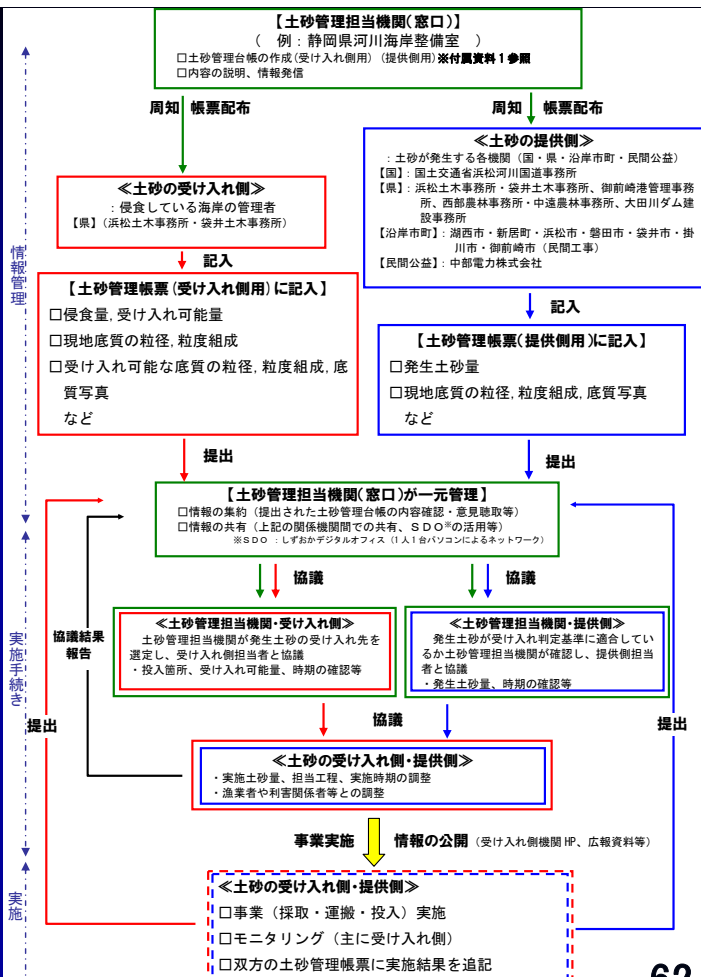 【土砂管理担当機関(窓口)】
（ 例：静岡県河川海岸整備室 ）
□土砂管理台帳の作成(受け入れ側用)（提供側用)※付属資料１参照
□内容の説明、情報発信
周知 帳票配布
周知 帳票配布
≪土砂の受け入れ側≫
：侵食している海岸の管理者
【県】（浜松土木事務所・袋井土木事務所）
≪土砂の提供側≫
：土砂が発生する各機関（国・県・沿岸市町・民間公益）
【国】：国土交通省浜松河川国道事務所
【県】：浜松土木事務所・袋井土木事務所、御前崎港管理事務
所、西部農林事務所・中遠農林事務所、太田川ダム建
設事務所
【沿岸市町】：湖西市・新居町・浜松市・磐田市・袋井市・掛
川市・御前崎市（民間工事）
【民間公益】：中部電力株式会社
記入
記入
【土砂管理帳票(受け入れ側用)に記入】
□侵食量,受け入れ可能量
□現地底質の粒径,粒度組成
□受け入れ可能な底質の粒径,粒度組成,底
質写真
など
【土砂管理帳票(提供側用)に記入】
□発生土砂量
□現地底質の粒径,粒度組成,底質写真
など
情報管理
提出
提出
【土砂管理担当機関(窓口)が一元管理】
□情報の集約（提出された土砂管理台帳の内容確認・意見聴取等）
□情報の共有（上記の関係機関間での共有、ＳＤＯ※の活用等）
※ＳＤＯ ：しずおかデジタルオフィス（１人１台パソコンによるネットワーク）
協議
協議
≪土砂管理担当機関・受け入れ側≫
土砂管理担当機関が発生土砂の受け入れ先を
選定し、受け入れ側担当者と協議
・投入箇所、受け入れ可能量、時期の確認等
≪土砂管理担当機関・提供側≫
発生土砂が受け入れ判定基準に適合してい
るか土砂管理担当機関が確認し、提供側担当
者と協議
・発生土砂量、時期の確認等
協議結果
報告
実施手続き
提出
提出
協議
≪土砂の受け入れ側・提供側≫
・実施土砂量、担当工程、実施時期の調整
・漁業者や利害関係者等との調整
事業実施 情報の公開（受け入れ側機関HP、広報資料等）
実施
≪土砂の受け入れ側・提供側≫
□事業（採取・運搬・投入）実施
□モニタリング（主に受け入れ側）
□双方の土砂管理帳票に実施結果を追記
62